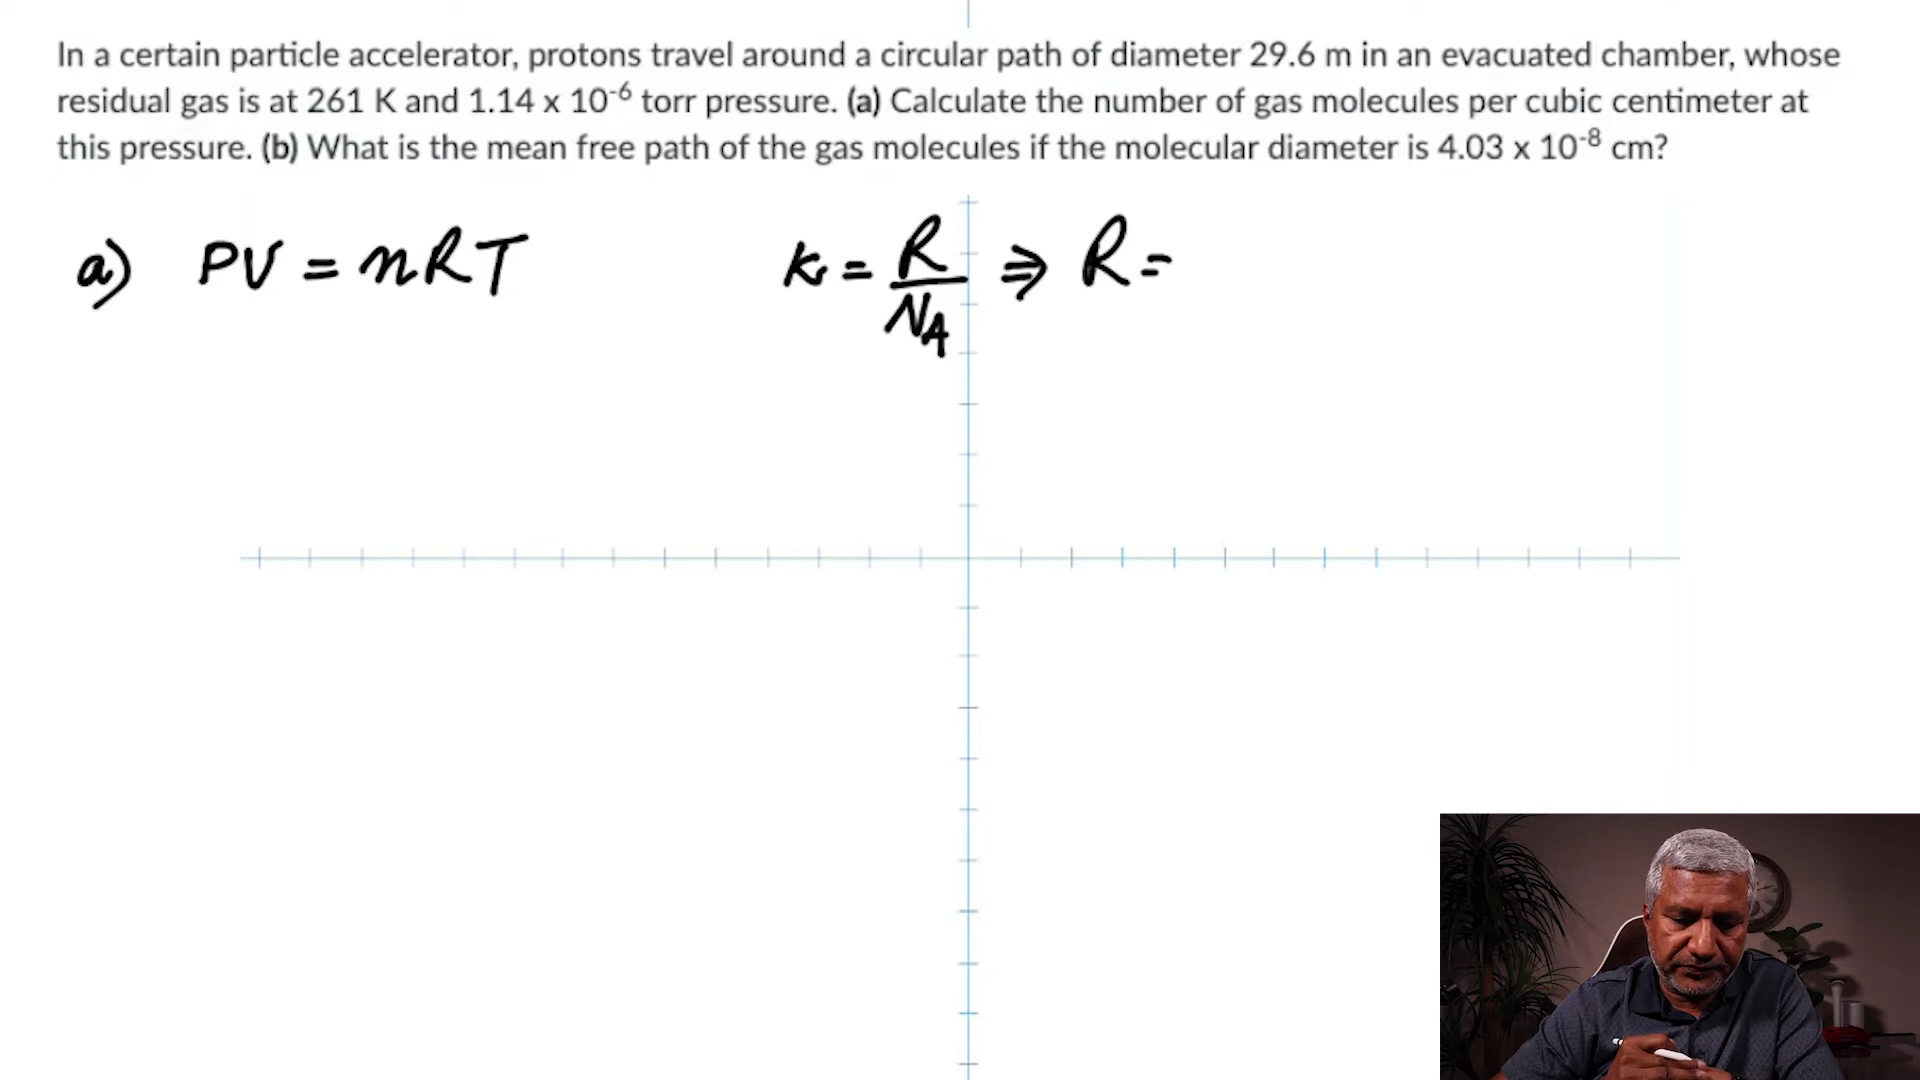 In a certain particle accelerator, protons travel around a circular path of diameter 29.6 m in an evacuated chamber, whose
residual gas is at 261 K and 1.14 x 10⁻⁶ torr pressure. (a) Calculate the number of gas molecules per cubic centimeter at
this pressure. (b) What is the mean free path of the gas molecules if the molecular diameter is 4.03 x 10⁻⁸ cm?
a) PV = nRT k = R/N_A ⇒ R =